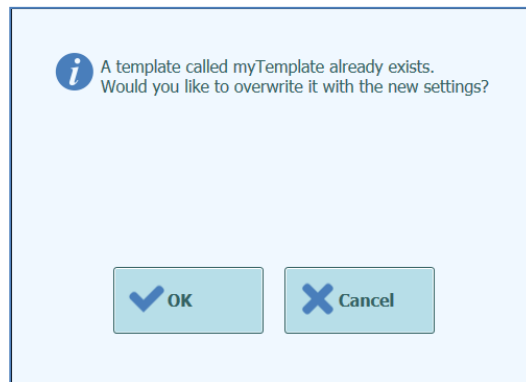 A template called myTemplate already exists.
Would you like to overwrite it with the new settings?
OK
Cancel